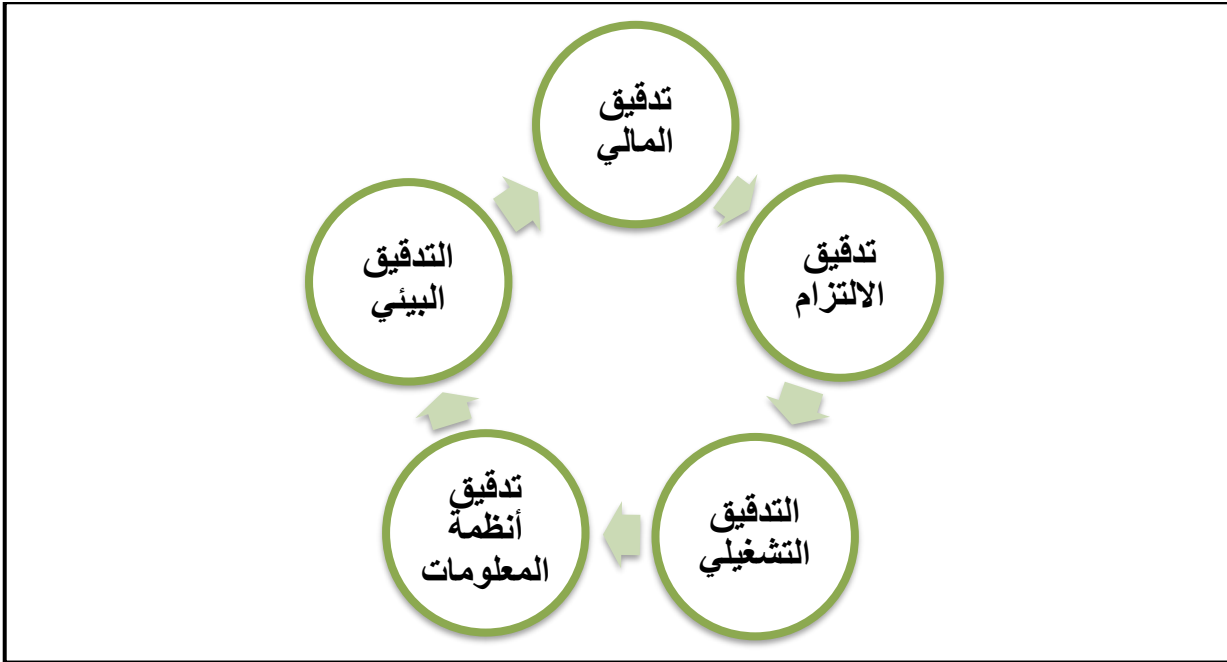 تدقيق
المالي
تدقيق
الالتزام
التدقيق
التشغيلي
تدقيق
أنظمة
المعلومات
التدقيق
البيئي